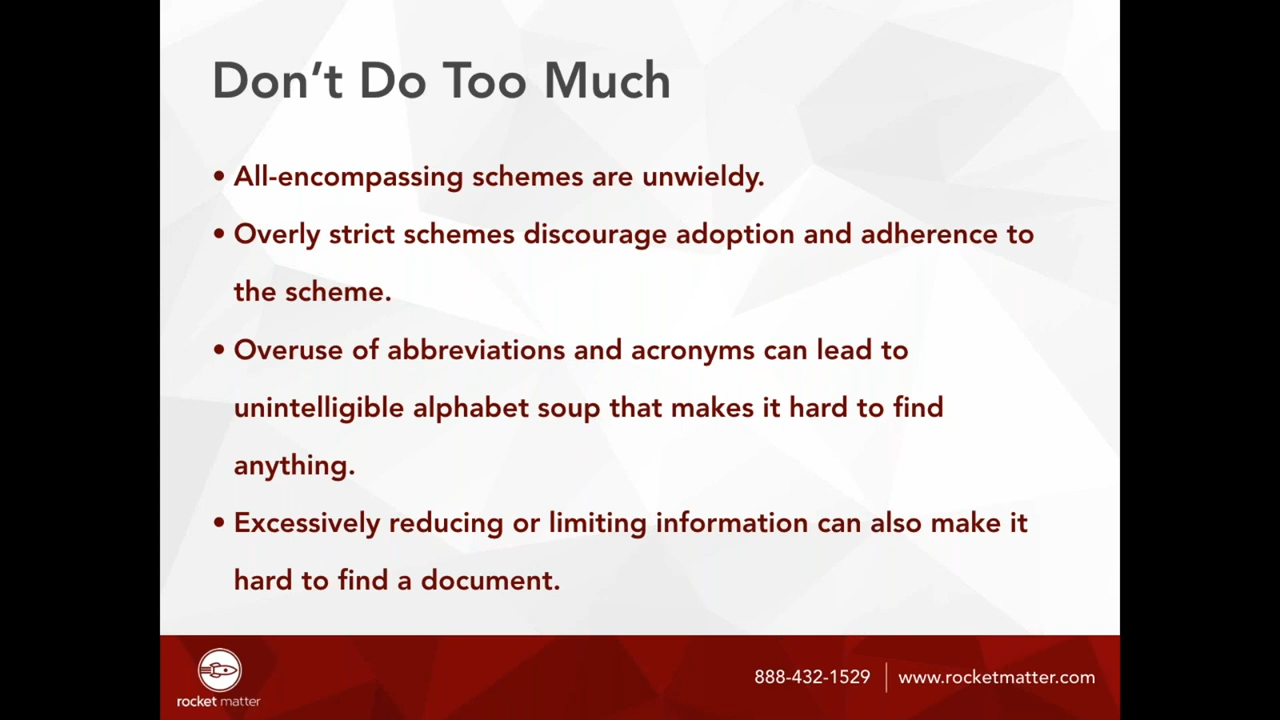 Don’t Do Too Much
• All-encompassing schemes are unwieldy.
• Overly strict schemes discourage adoption and adherence to
the scheme.
• Overuse of abbreviations and acronyms can lead to
unintelligible alphabet soup that makes it hard to find
anything.
• Excessively reducing or limiting information can also make it
hard to find a document.
rocket matter
888-432-1529 | www.rocketmatter.com